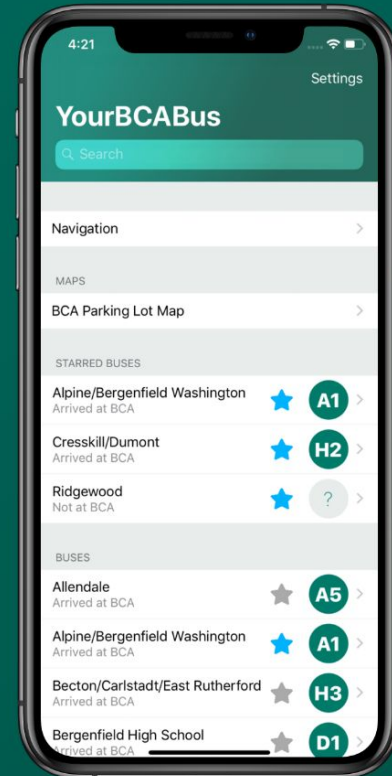 4:21
Settings
YourBCABus
Search
Navigation
MAPS
BCA Parking Lot Map
STARRED BUSES
Alpine/Bergenfield Washington
Arrived at BCA
A1
Cresskill/Dumont
Arrived at BCA
H2
Ridgewood
Not at BCA
?
BUSES
Allendale
Arrived at BCA
A5
Alpine/Bergenfield Washington
Arrived at BCA
A1
Becton/Carlstadt/East Rutherford
Arrived at BCA
H3
Bergenfield High School
Arrived at BCA
D1